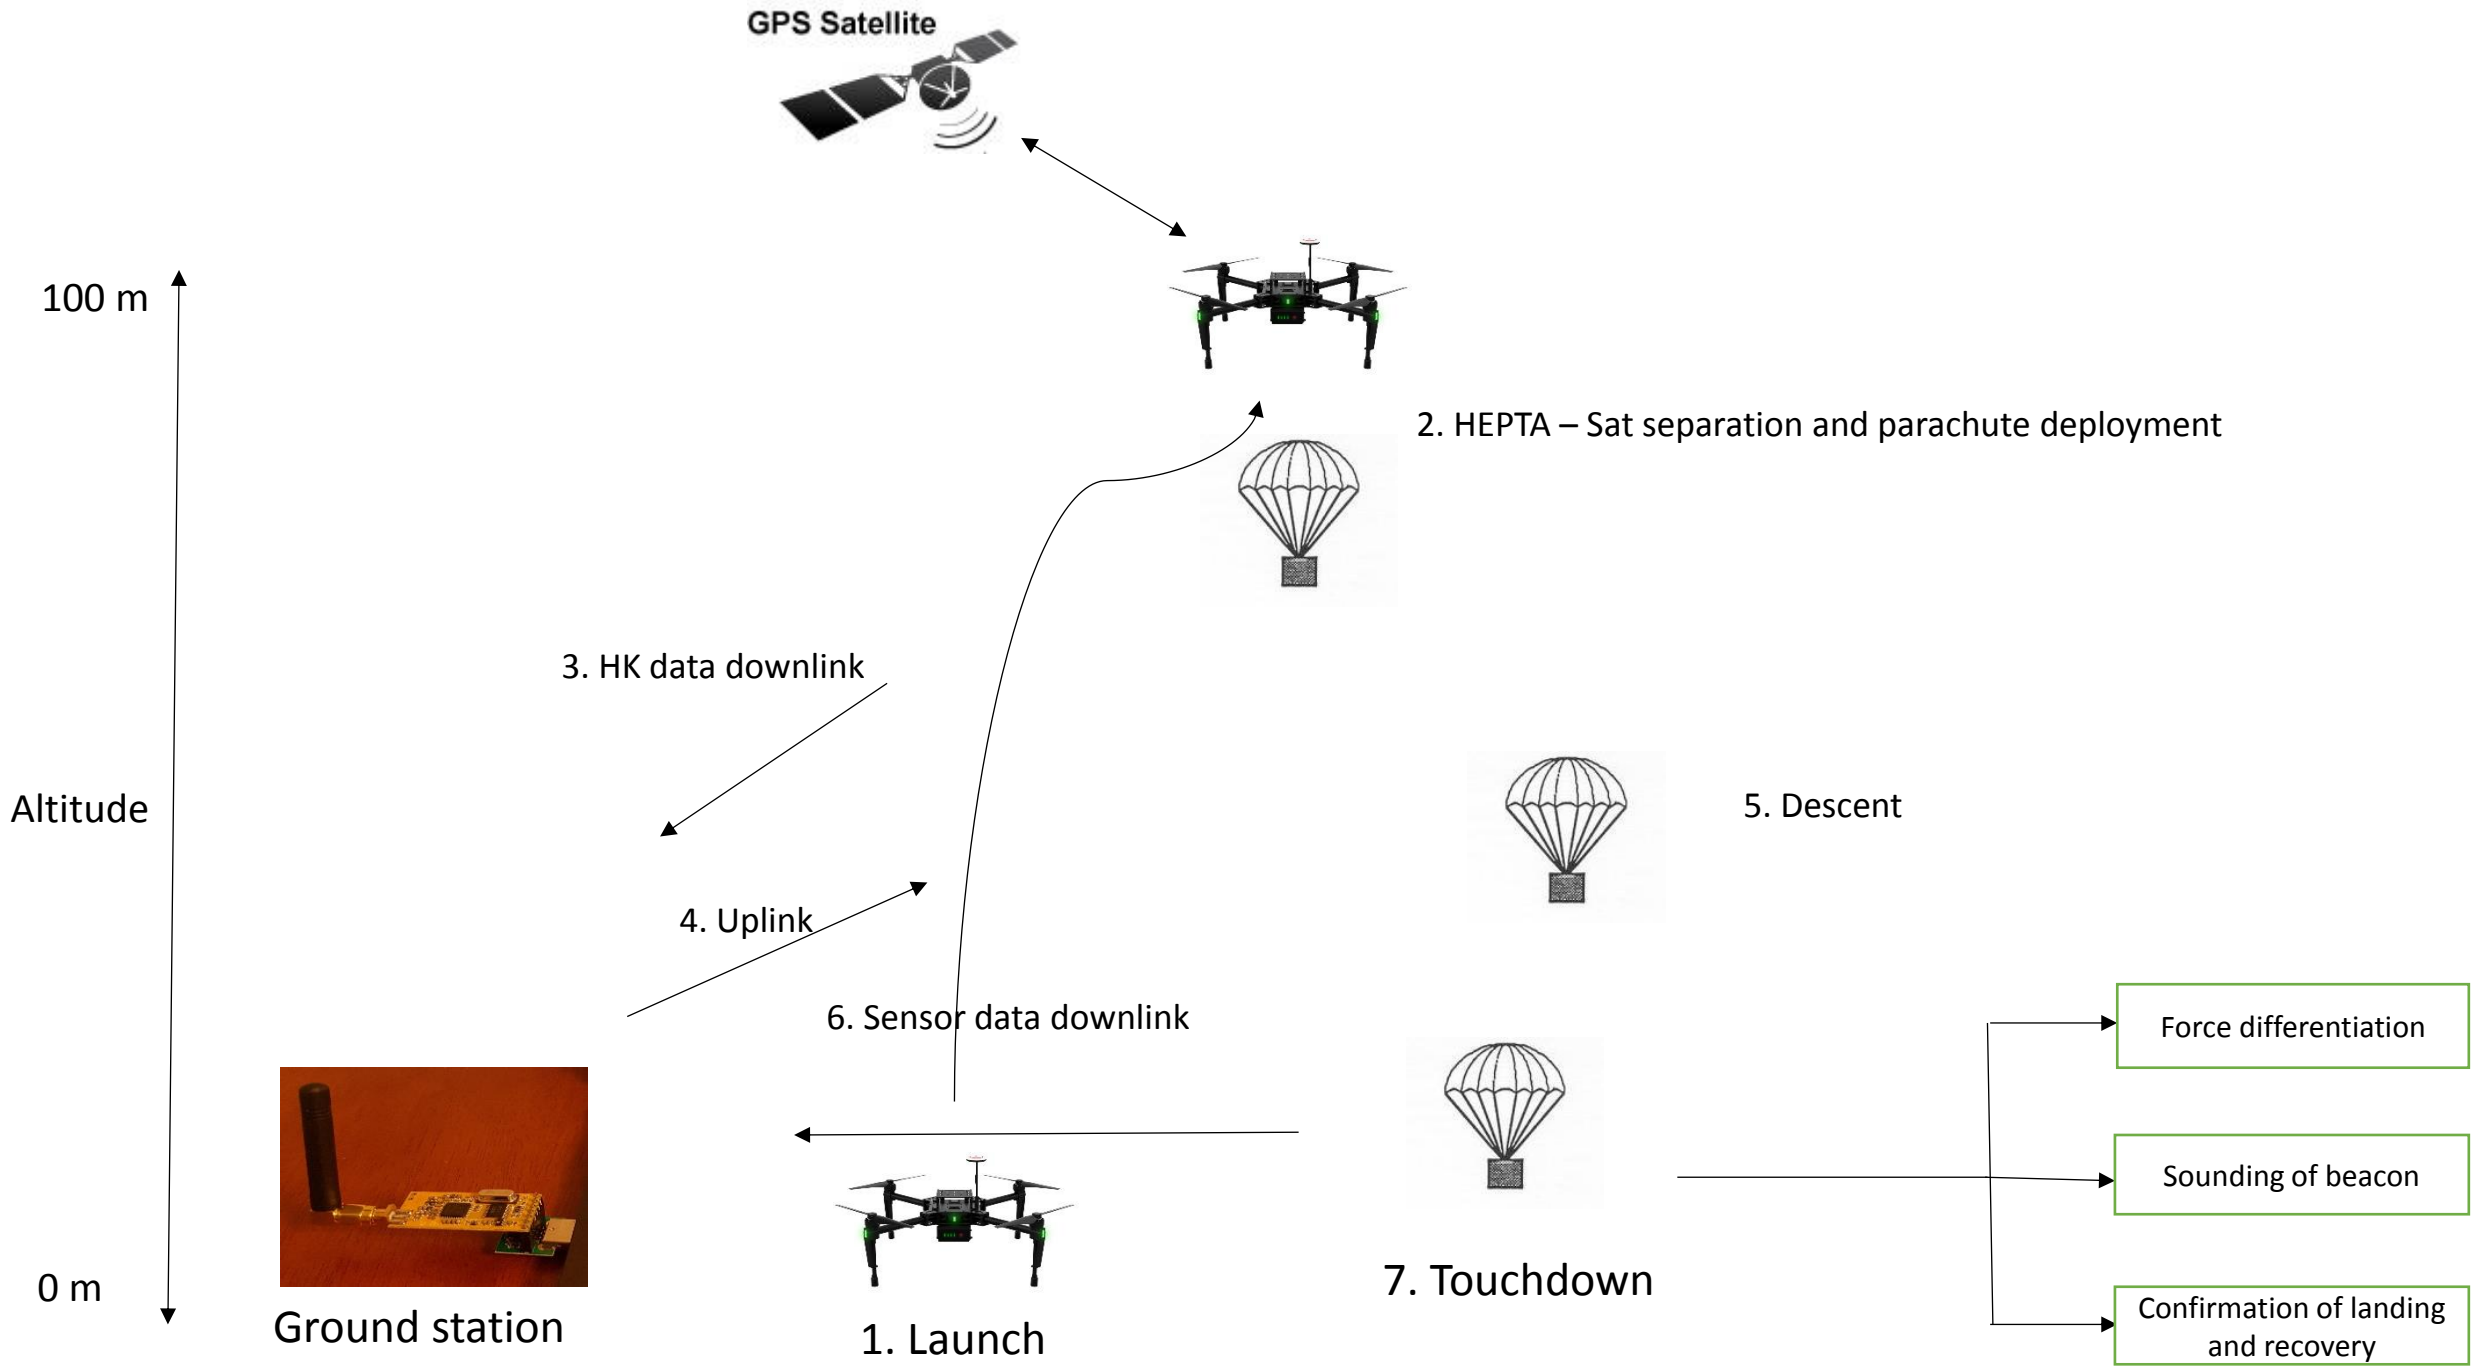 GPS Satellite
100 m
2. HEPTA – Sat separation and parachute deployment
3. HK data downlink
Altitude
5. Descent
4. Uplink
6. Sensor data downlink
Force differentiation
Sounding of beacon
0 m
7. Touchdown
Ground station
1. Launch
Confirmation of landing
and recovery